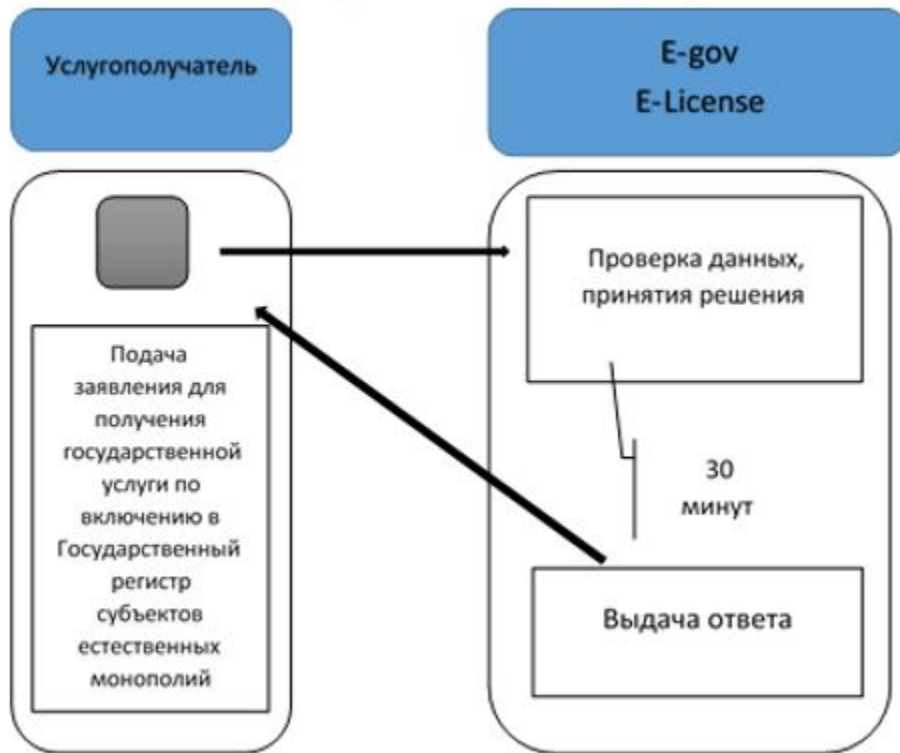 Услугополучатель
E-gov
E-License
Подача
заявления для
получения
государственной
услуги по
включению в
Государственный
регистр
субъектов
естественных
монополий
Проверка данных,
принятия решения
30
минут
Выдача ответа